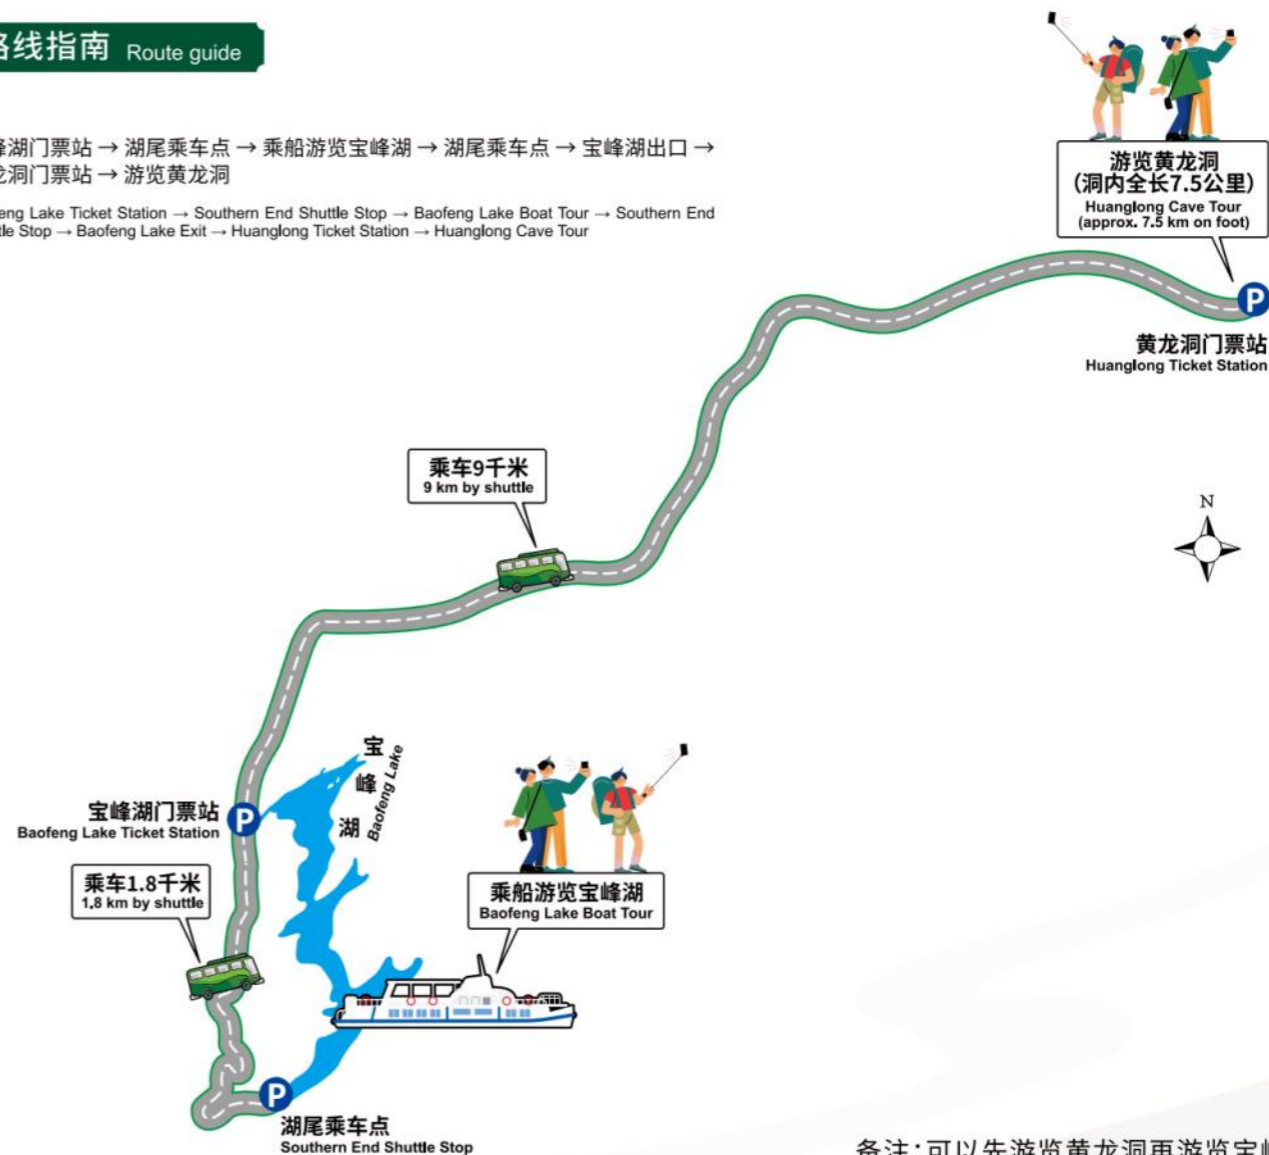 路线指南 Route guide
峰湖门票站 → 湖尾乘车点 → 乘船游览宝峰湖 → 湖尾乘车点 → 宝峰湖出口 →
龙洞门票站 → 游览黄龙洞
eng Lake Ticket Station → Southern End Shuttle Stop → Baofeng Lake Boat Tour → Southern End
tle Stop → Baofeng Lake Exit → Huanglong Ticket Station → Huanglong Cave Tour
游览黄龙洞
(洞内全长7.5公里)
Huanglong Cave Tour
(approx. 7.5 km on foot)
P
黄龙洞门票站
Huanglong Ticket Station
乘车9千米
9 km by shuttle
N
宝峰湖
Baofeng Lake
宝峰湖门票站
Baofeng Lake Ticket Station
P
乘车1.8千米
1.8 km by shuttle
乘船游览宝峰湖
Baofeng Lake Boat Tour
P
湖尾乘车点
Southern End Shuttle Stop
备注:可以先游览黄龙洞再游览宝峰